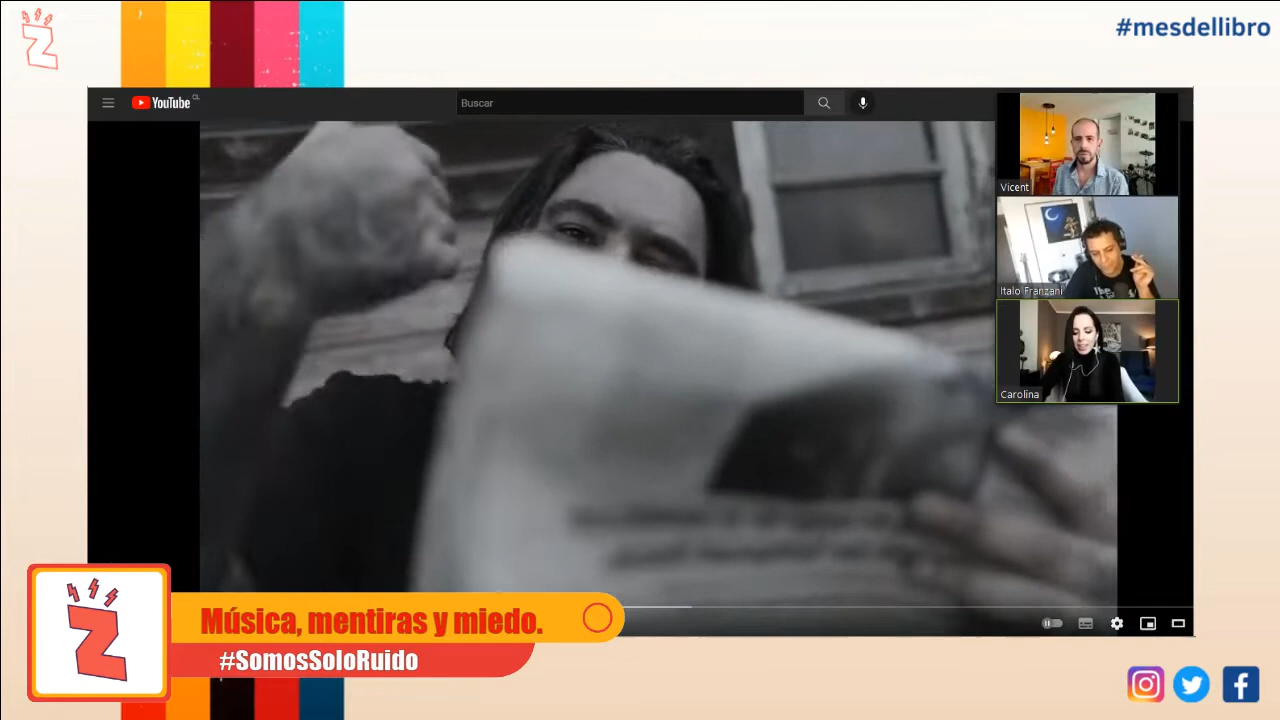 #mesdellibro
YouTube CL
Buscar
Vicent
Italo Franzani
Carolina
Música, mentiras y miedo.
#SomosSoloRuido